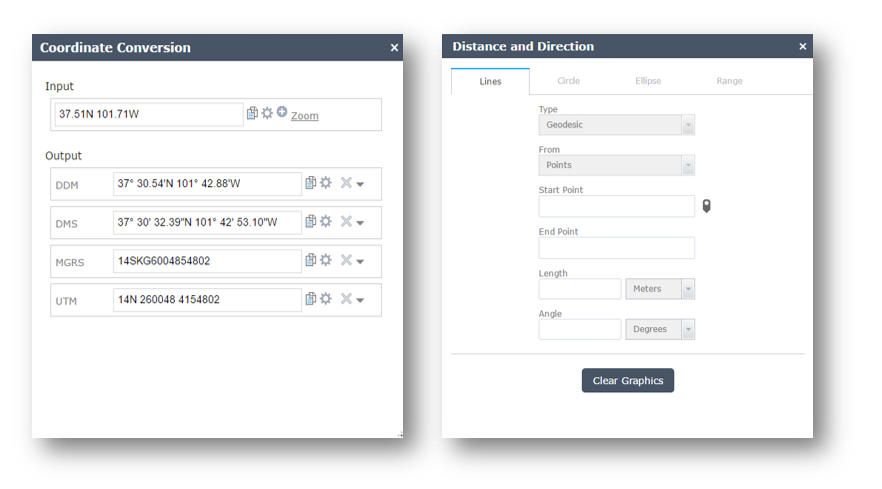 Coordinate Conversion
×
Input
37.51N 101.71W
Zoom
Output
DDM
37° 30.54'N 101° 42.88'W
DMS
37° 30' 32.39"N 101° 42' 53.10"W
MGRS
14SKG6004854802
UTM
14N 260048 4154802
Distance and Direction
×
Lines Circle Ellipse Range
Type
Geodesic
From
Points
Start Point
End Point
Length
Meters
Angle
Degrees
Clear Graphics